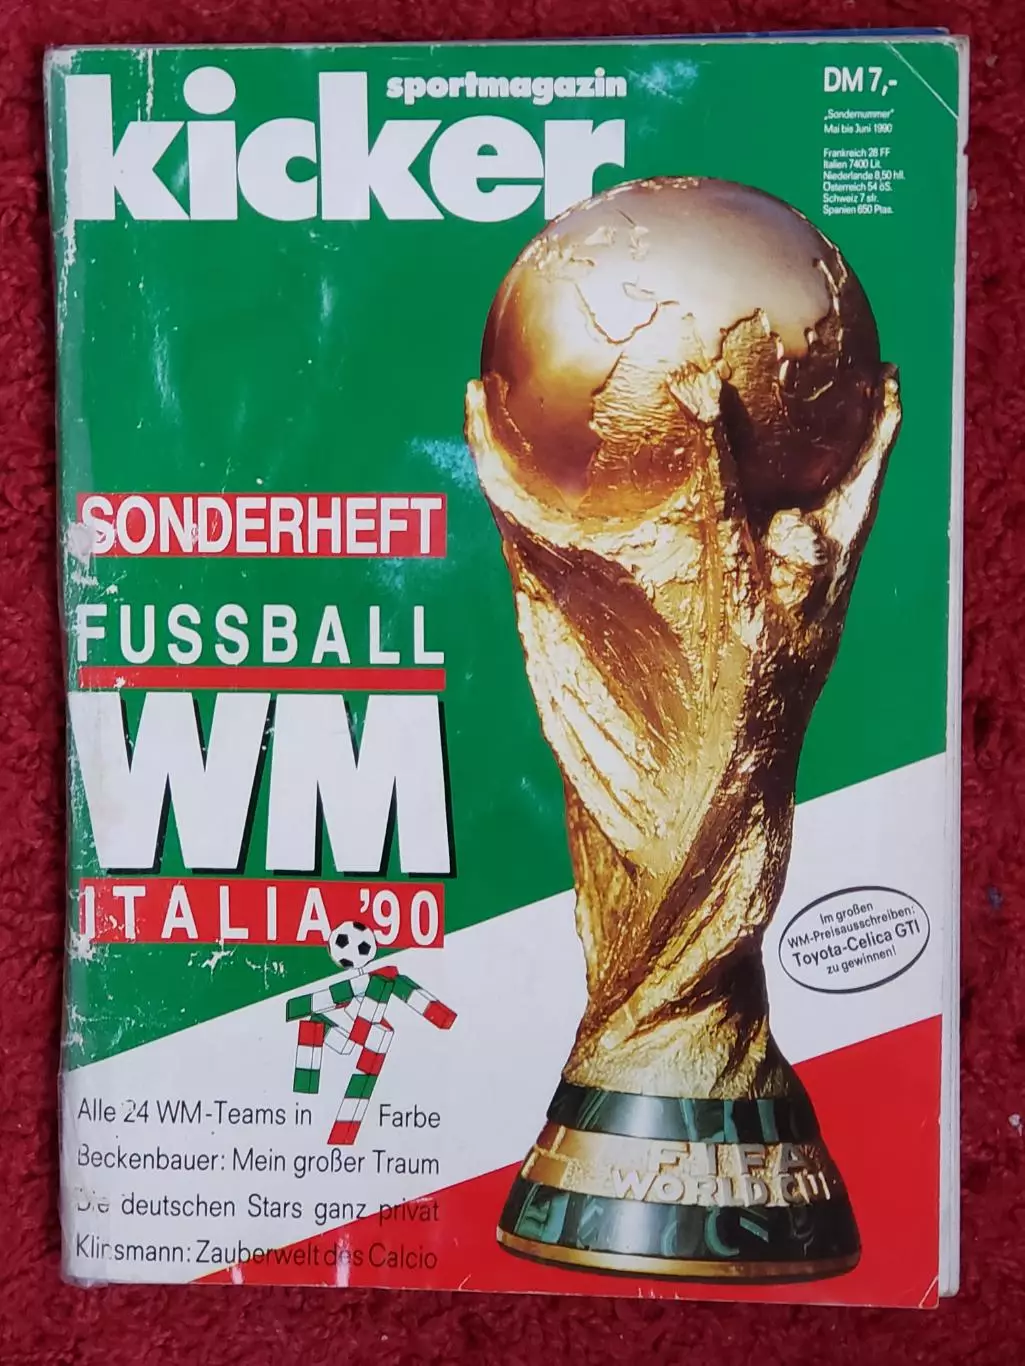 kicker
sportmagazin
DM 7,-
„Sondernummer"
Mai bis Juni 1990
Frankreich 28 FF
Italien 7400 Lit.
Niederlande 8,50 hfl.
Österreich 54 öS.
Schweiz 7 sfr.
Spanien 650 Ptas.
SONDERHEFT
FUSSBALL
WM
ITALIA '90
Im großen
WM-Preisausschreiben:
Toyota-Celica GTI
zu gewinnen!
Alle 24 WM-Teams in Farbe
Beckenbauer: Mein großer Traum
Die deutschen Stars ganz privat
Klinsmann: Zauberwelt des Calcio
FIFA
WORLD CUP